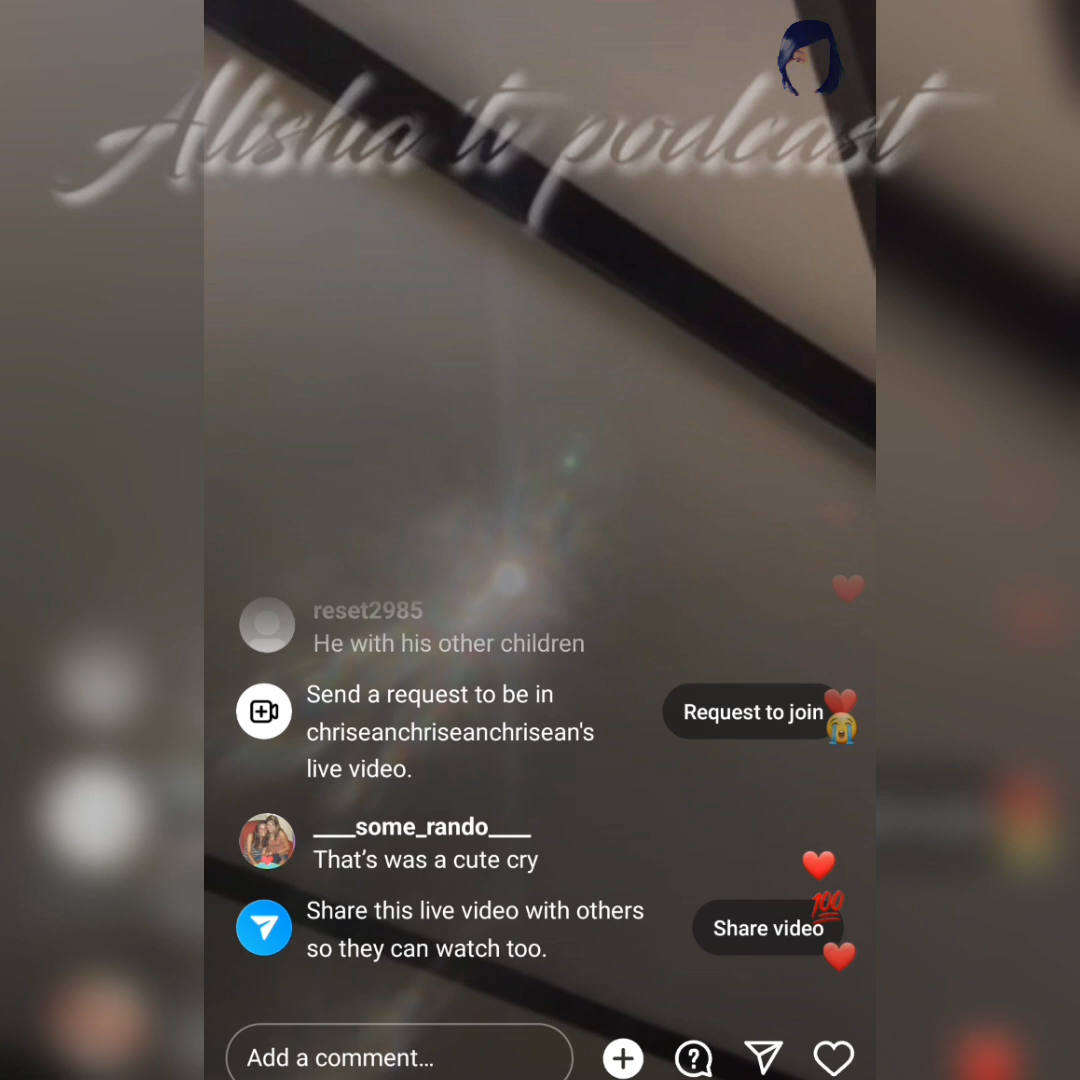 Alisha tv podcast
reset2985
He with his other children
Send a request to be in
chriseanchriseanchrisean's
live video.
Request to join
____some_rando____
That’s was a cute cry
Share this live video with others
so they can watch too.
Share video
100
Add a comment...